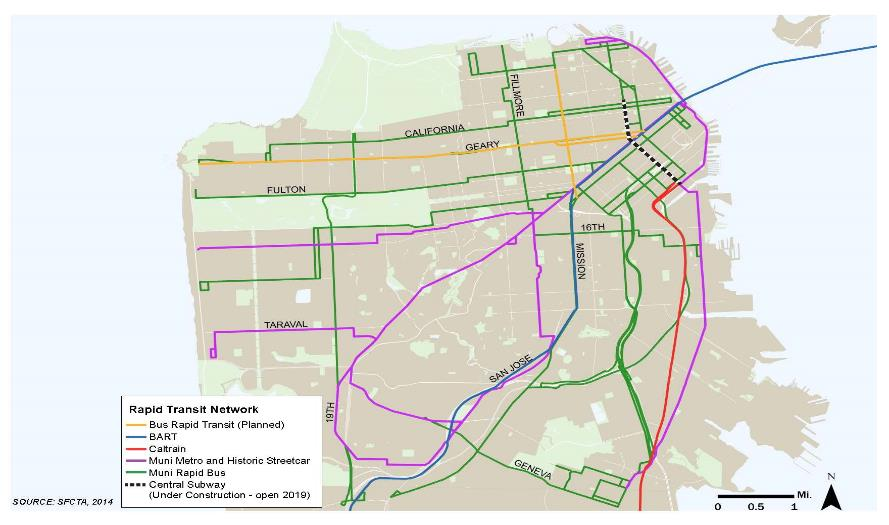 FILLMORE
CALIFORNIA
GEARY
FULTON
16TH
MISSION
TARAVAL
SAN JOSE
19TH
GENEVA
Rapid Transit Network
Bus Rapid Transit (Planned)
BART
Caltrain
Muni Metro and Historic Streetcar
Muni Rapid Bus
Central Subway
(Under Construction - open 2019)
SOURCE: SFCTA, 2014
N
Mi.
0 0.5 1